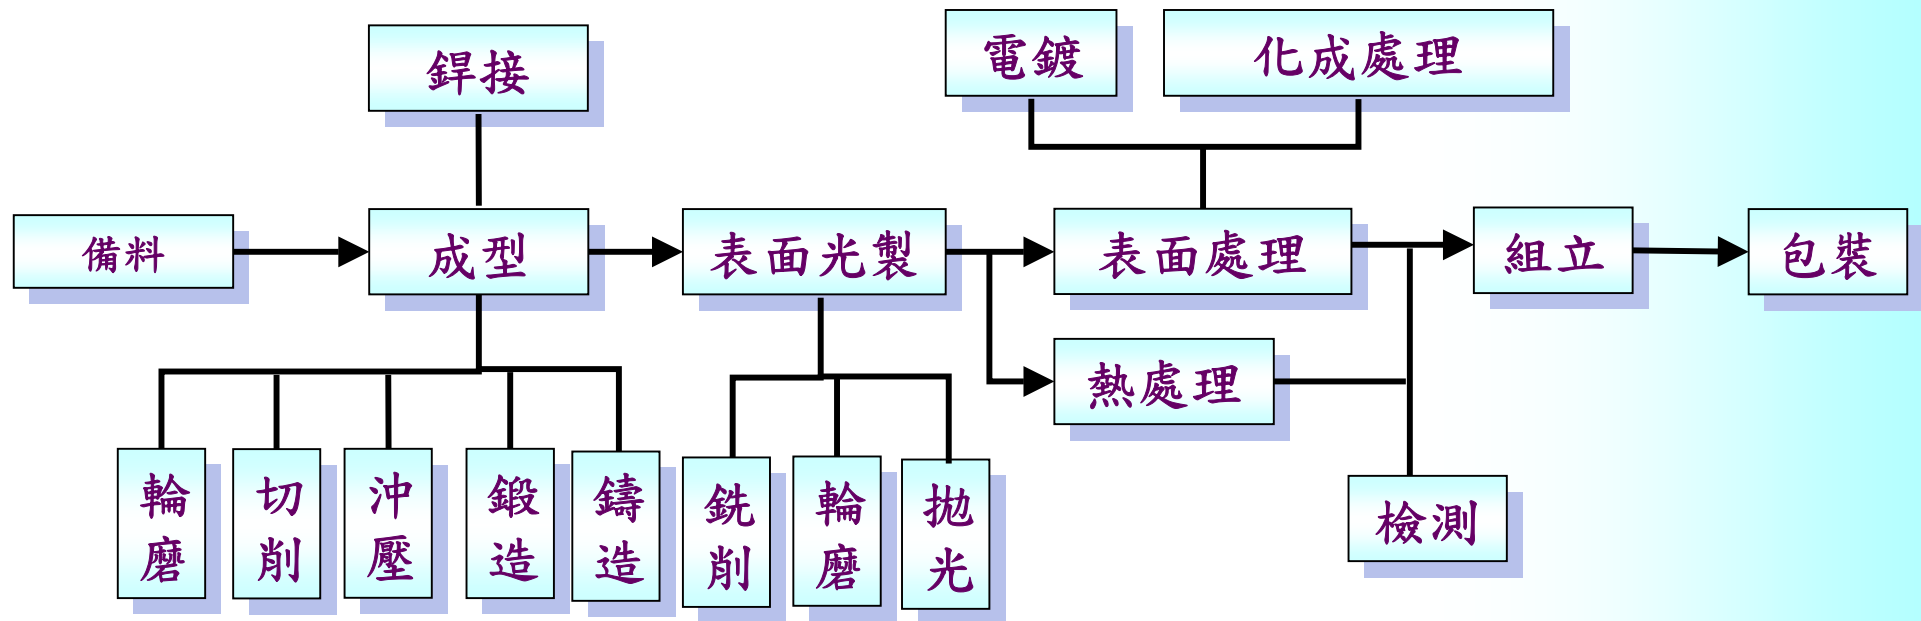 銲接
電鍍
化成處理
備料
成型
表面光製
表面處理
組立
包裝
熱處理
輪磨
切削
沖壓
鍛造
鑄造
銑削
輪磨
拋光
檢測